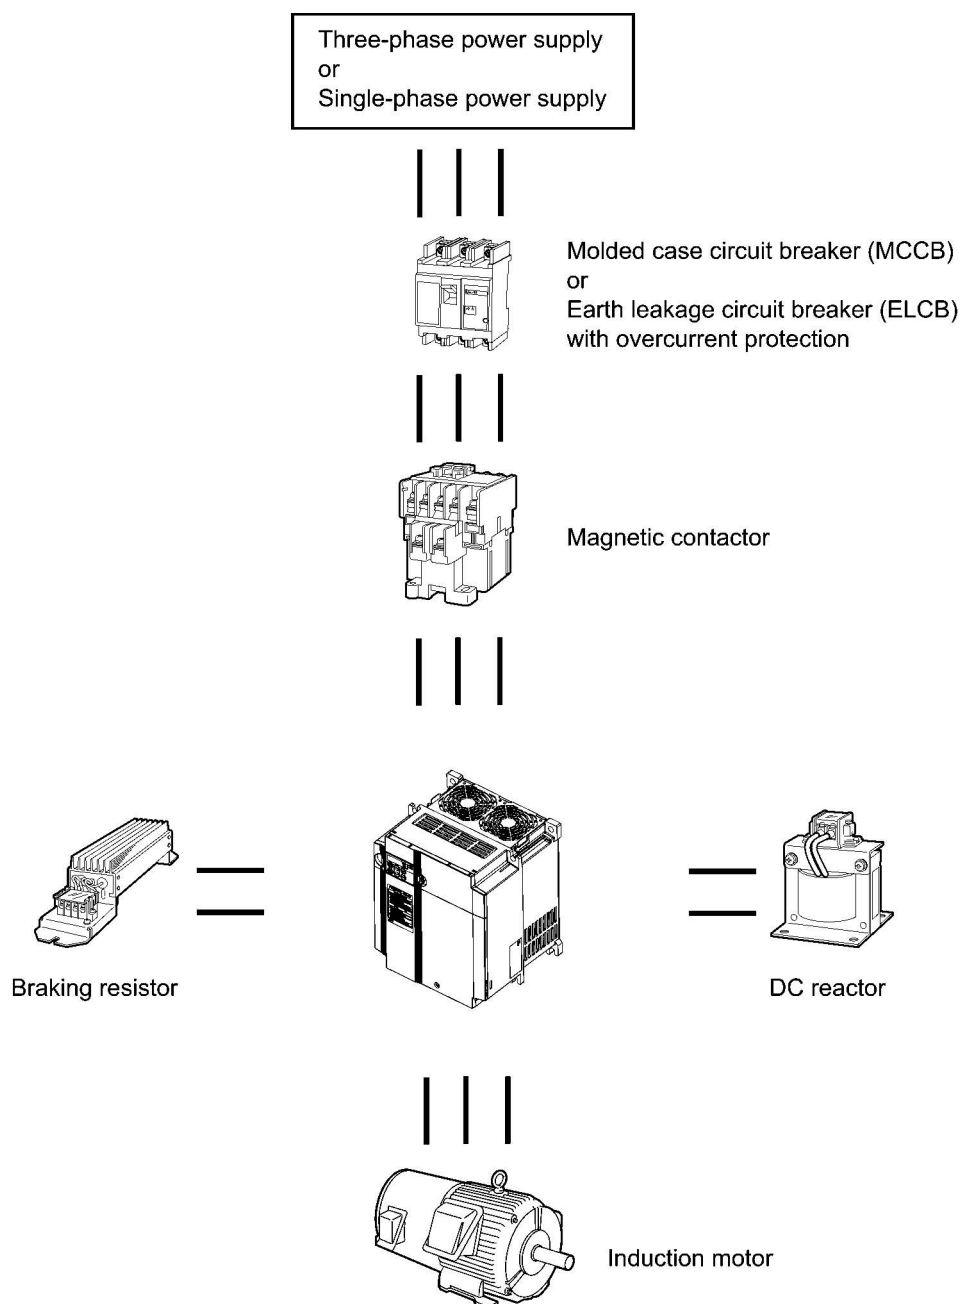 Three-phase power supply
or
Single-phase power supply
Molded case circuit breaker (MCCB)
or
Earth leakage circuit breaker (ELCB)
with overcurrent protection
Magnetic contactor
Braking resistor
DC reactor
Induction motor